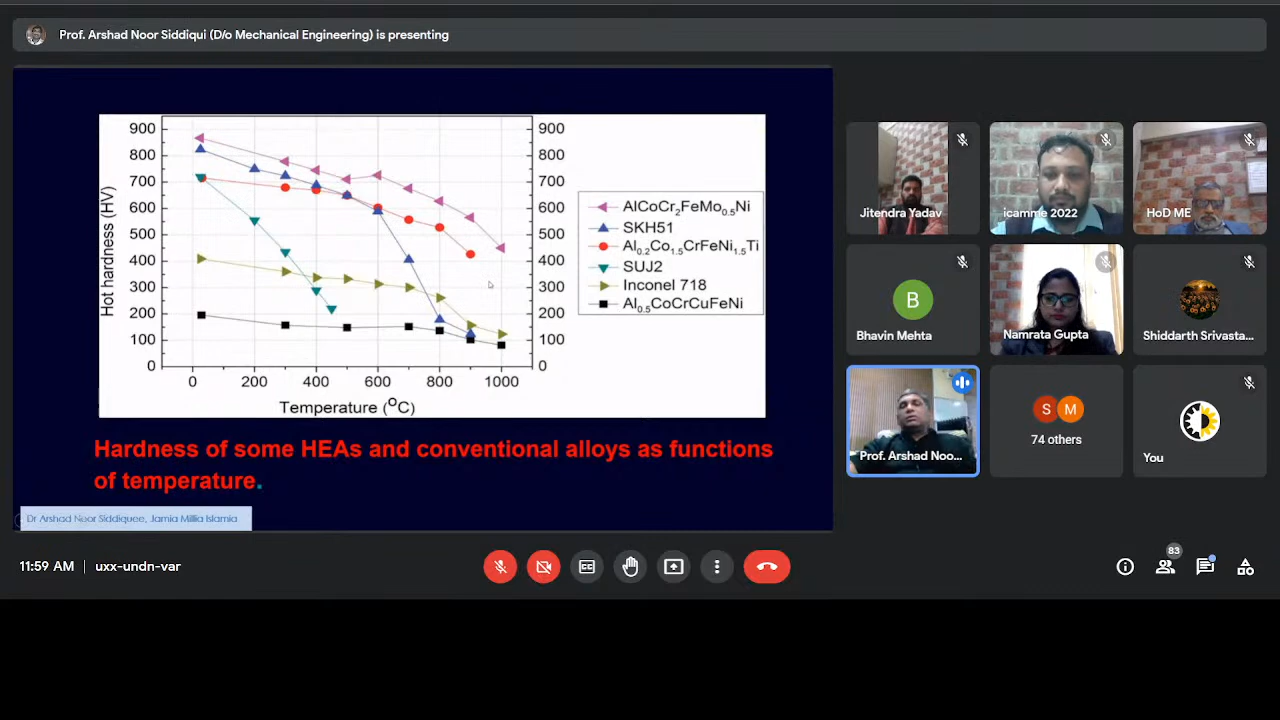 Prof. Arshad Noor Siddiqui (D/o Mechanical Engineering) is presenting
900
800
700
600
500
400
300
200
100
0
Hot hardness (HV)
900
800
700
600
500
400
300
200
100
0
0 200 400 600 800 1000
Temperature (°C)
AlCoCr₂FeMo₀.₅Ni
SKH51
Al₀.₂Co₁.₅CrFeNi₁.₅Ti
SUJ2
Inconel 718
Al₀.₅CoCrCuFeNi
Hardness of some HEAs and conventional alloys as functions
of temperature.
Dr Arshad Noor Siddiquee, Jamia Millia Islamia
Jitendra Yadav
icamme 2022
HoD ME
B
Bhavin Mehta
Namrata Gupta
Shiddarth Srivasta...
Prof. Arshad Noo...
S M
74 others
You
11:59 AM | uxx-undn-var
83